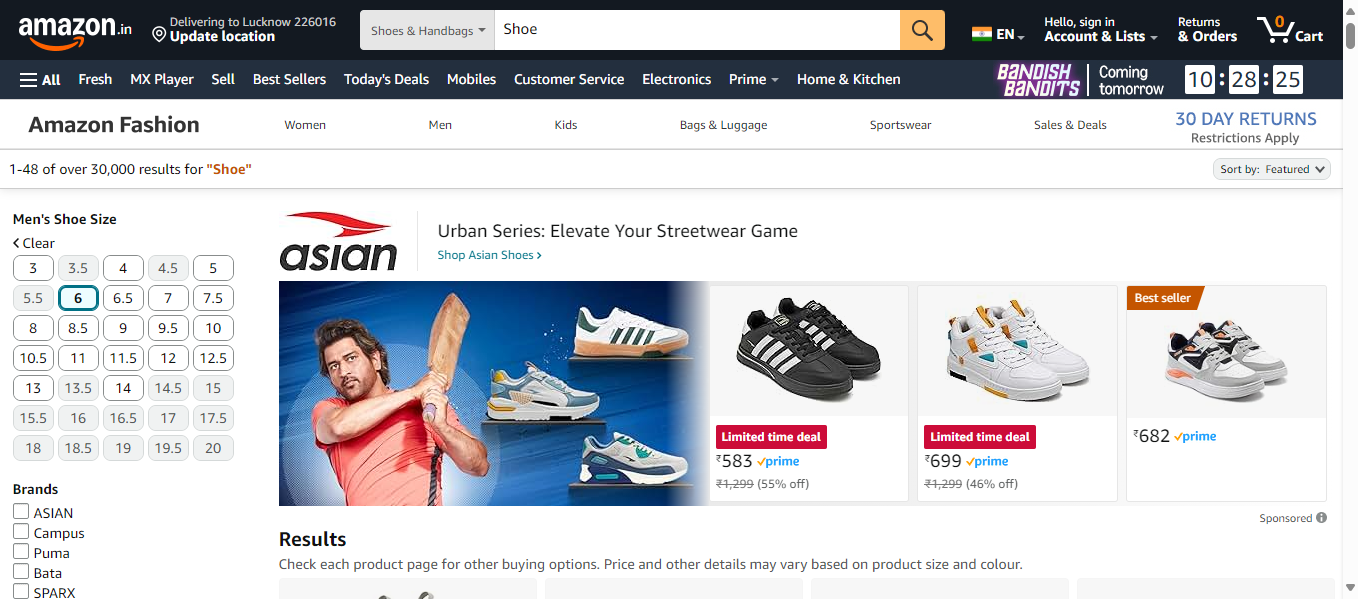 amazon.in
Delivering to Lucknow 226016
Update location
Shoes & Handbags
Shoe
EN
Hello, sign in
Account & Lists
Returns
& Orders
0
Cart
All
Fresh
MX Player
Sell
Best Sellers
Today's Deals
Mobiles
Customer Service
Electronics
Prime
Home & Kitchen
BANDISH
BANDITS
Coming
tomorrow
10 : 28 : 25
Amazon Fashion
Women
Men
Kids
Bags & Luggage
Sportswear
Sales & Deals
30 DAY RETURNS
Restrictions Apply
1-48 of over 30,000 results for "Shoe"
Sort by: Featured
Men's Shoe Size
Clear
3 3.5 4 4.5 5
5.5 6 6.5 7 7.5
8 8.5 9 9.5 10
10.5 11 11.5 12 12.5
13 13.5 14 14.5 15
15.5 16 16.5 17 17.5
18 18.5 19 19.5 20
Brands
ASIAN
Campus
Puma
Bata
SPARX
asian
Urban Series: Elevate Your Streetwear Game
Shop Asian Shoes
Limited time deal
₹583 prime
₹1,299 (55% off)
Limited time deal
₹699 prime
₹1,299 (46% off)
Best seller
₹682 prime
Sponsored
Results
Check each product page for other buying options. Price and other details may vary based on product size and colour.